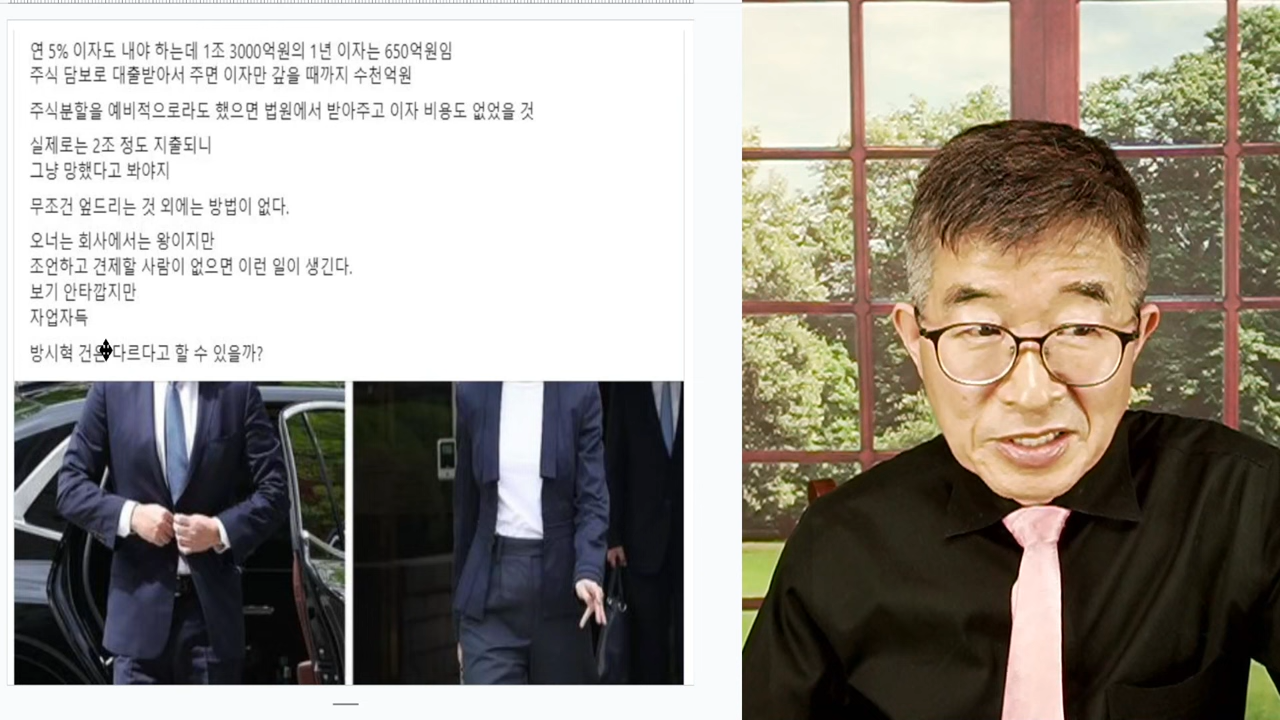 연 5% 이자도 내야 하는데 1조 3000억원의 1년 이자는 650억원임
주식 담보로 대출받아서 주면 이자만 갚을 때까지 수천억원
주식분할을 예비적으로라도 했으면 법원에서 받아주고 이자 비용도 없었을 것
실제로는 2조 정도 지출되니
그냥 망했다고 봐야지
무조건 엎드리는 것 외에는 방법이 없다.
오너는 회사에서는 왕이지만
조언하고 견제할 사람이 없으면 이런 일이 생긴다.
보기 안타깝지만
자업자득
방시혁 건은 다르다고 할 수 있을까?